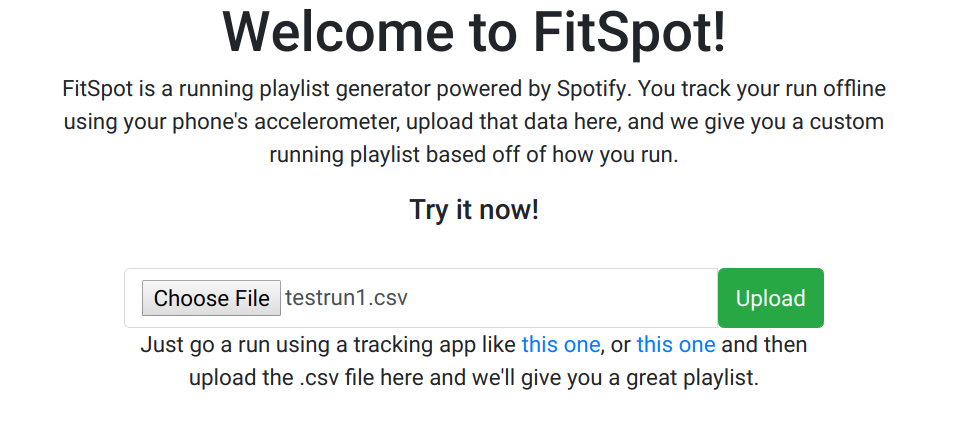 Welcome to FitSpot!
FitSpot is a running playlist generator powered by Spotify. You track your run offline
using your phone's accelerometer, upload that data here, and we give you a custom
running playlist based off of how you run.
Try it now!
Choose File testrun1.csv Upload
Just go a run using a tracking app like this one, or this one and then
upload the .csv file here and we'll give you a great playlist.